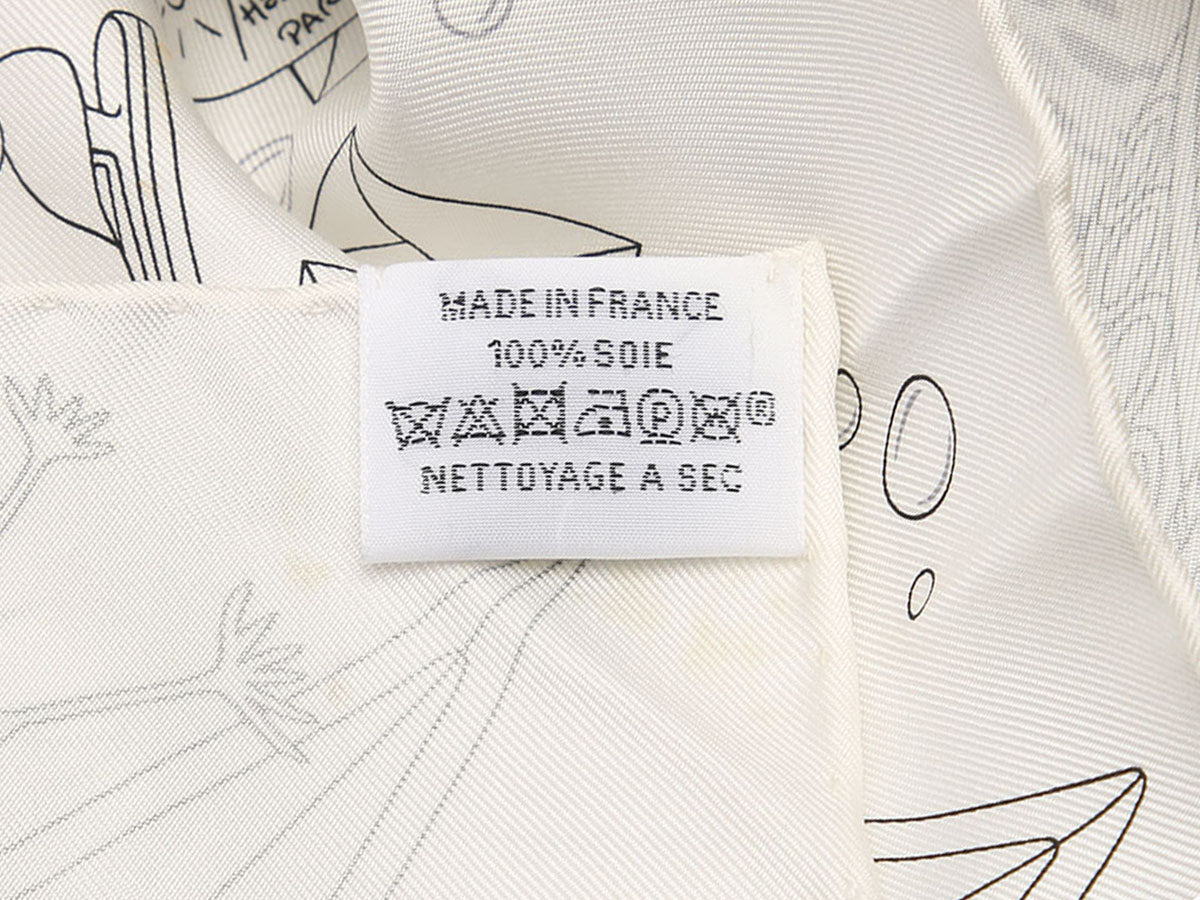 MADE IN FRANCE
100% SOIE
P
®
NETTOYAGE A SEC